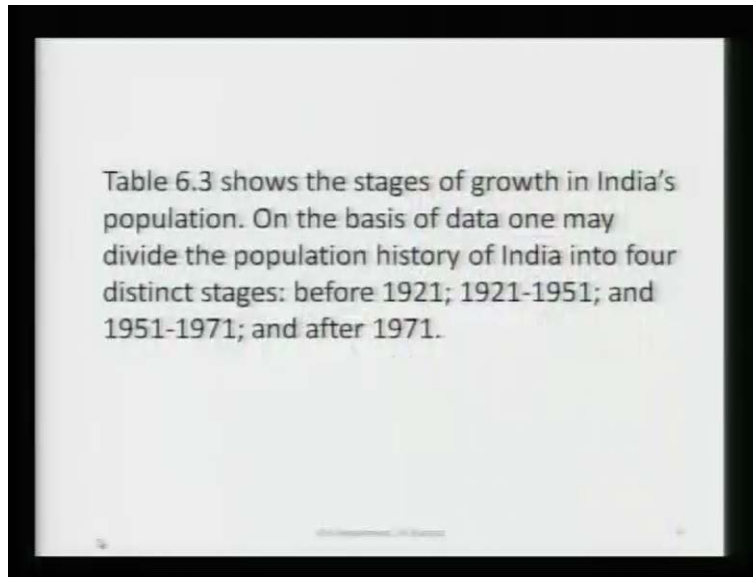 Table 6.3 shows the stages of growth in India's
population. On the basis of data one may
divide the population history of India into four
distinct stages: before 1921; 1921-1951; and
1951-1971; and after 1971.